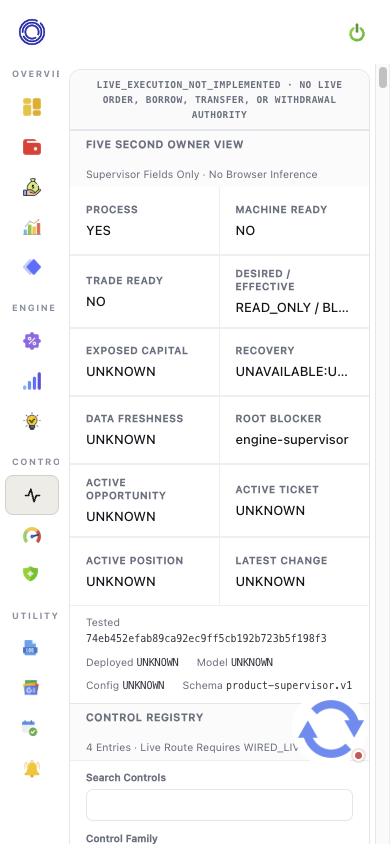 OVERVIE
LIVE_EXECUTION_NOT_IMPLEMENTED · NO LIVE
ORDER, BORROW, TRANSFER, OR WITHDRAWAL
AUTHORITY
FIVE SECOND OWNER VIEW
Supervisor Fields Only · No Browser Inference
PROCESS
YES
MACHINE READY
NO
TRADE READY
NO
DESIRED /
EFFECTIVE
READ_ONLY / BL...
ENGINE
EXPOSED CAPITAL
UNKNOWN
RECOVERY
UNAVAILABLE:U...
DATA FRESHNESS
UNKNOWN
ROOT BLOCKER
engine-supervisor
CONTRO
ACTIVE
OPPORTUNITY
UNKNOWN
ACTIVE TICKET
UNKNOWN
ACTIVE POSITION
UNKNOWN
LATEST CHANGE
UNKNOWN
UTILITY
Tested
74eb452efab89ca92ec9ff5cb192b723b5f198f3
Deployed UNKNOWN Model UNKNOWN
Config UNKNOWN Schema product-supervisor.v1
CONTROL REGISTRY
4 Entries · Live Route Requires WIRED_LIV
Search Controls
Control Family